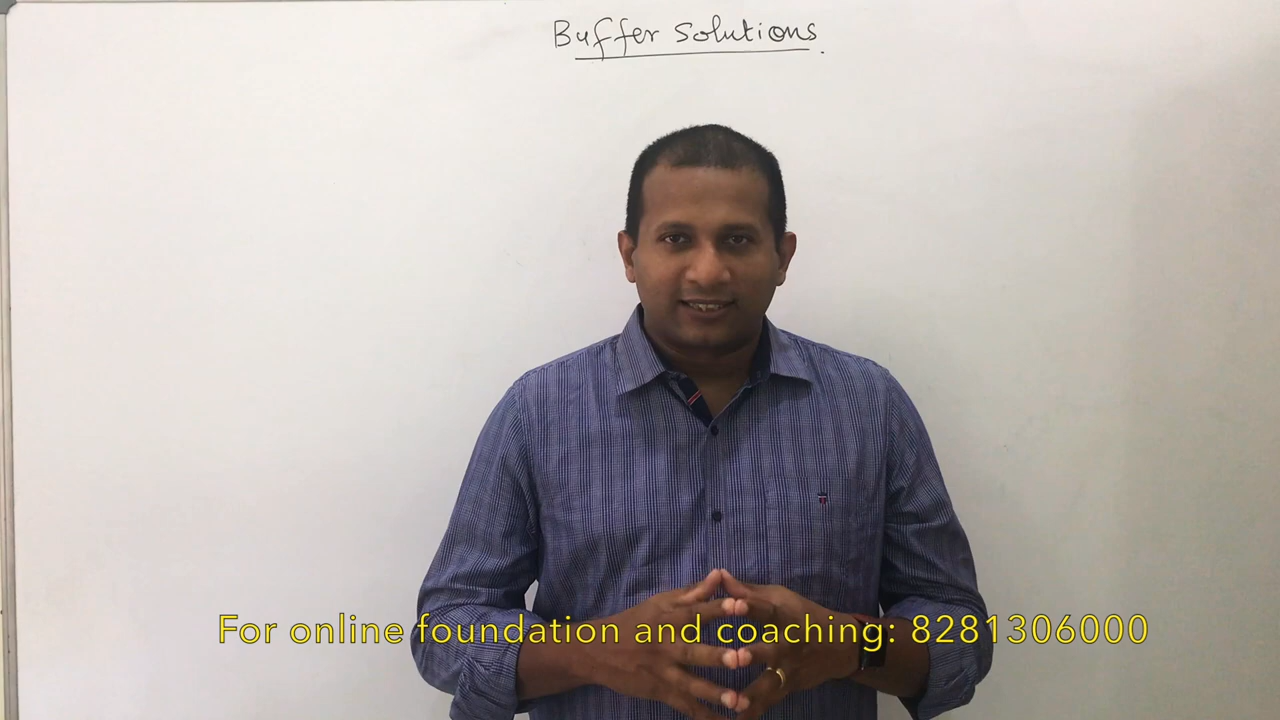 Buffer Solutions.
For online foundation and coaching: 8281306000